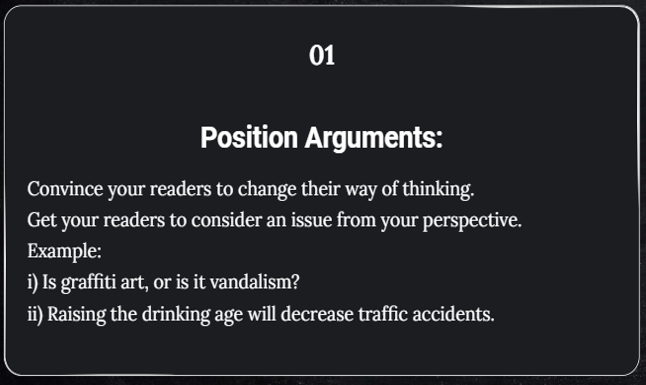 01
Position Arguments:
Convince your readers to change their way of thinking.
Get your readers to consider an issue from your perspective.
Example:
i) Is graffiti art, or is it vandalism?
ii) Raising the drinking age will decrease traffic accidents.